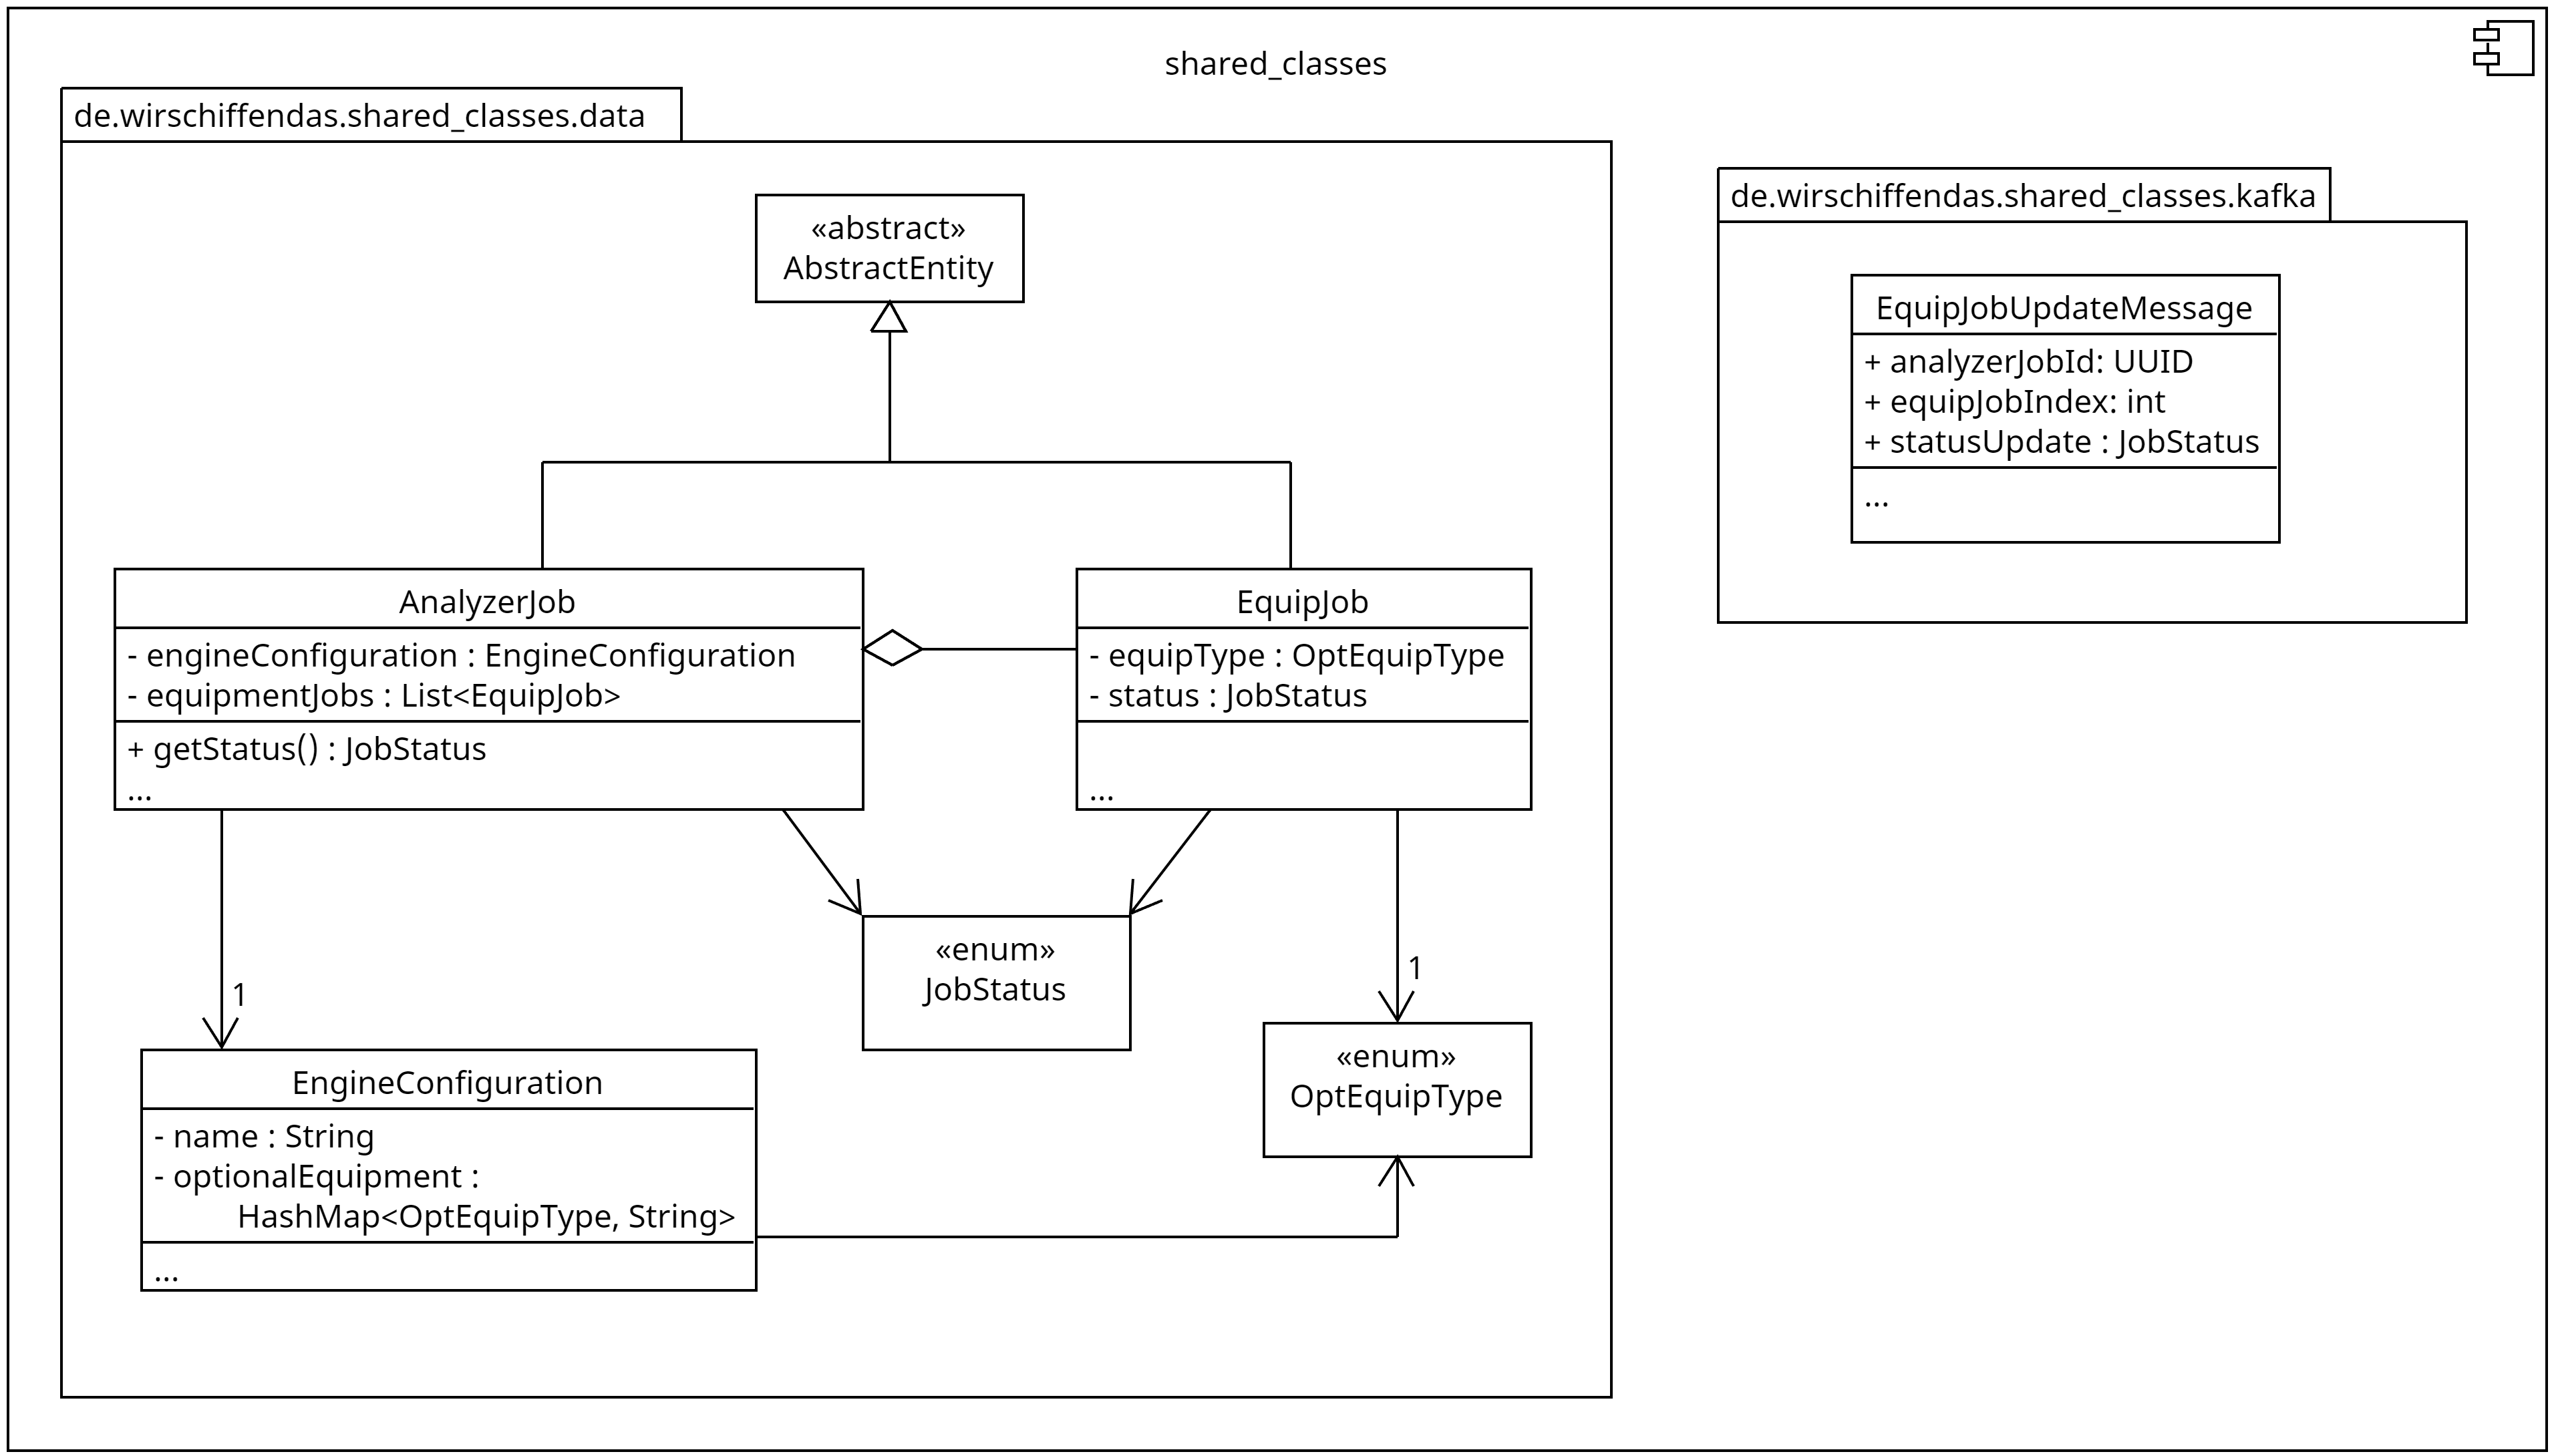 shared_classes
de.wirschiffendas.shared_classes.data
«abstract»
AbstractEntity
AnalyzerJob
- engineConfiguration : EngineConfiguration
- equipmentJobs : List<EquipJob>
+ getStatus() : JobStatus
...
EquipJob
- equipType : OptEquipType
- status : JobStatus
...
«enum»
JobStatus
1
1
EngineConfiguration
- name : String
- optionalEquipment :
HashMap<OptEquipType, String>
...
«enum»
OptEquipType
de.wirschiffendas.shared_classes.kafka
EquipJobUpdateMessage
+ analyzerJobId: UUID
+ equipJobIndex: int
+ statusUpdate : JobStatus
...